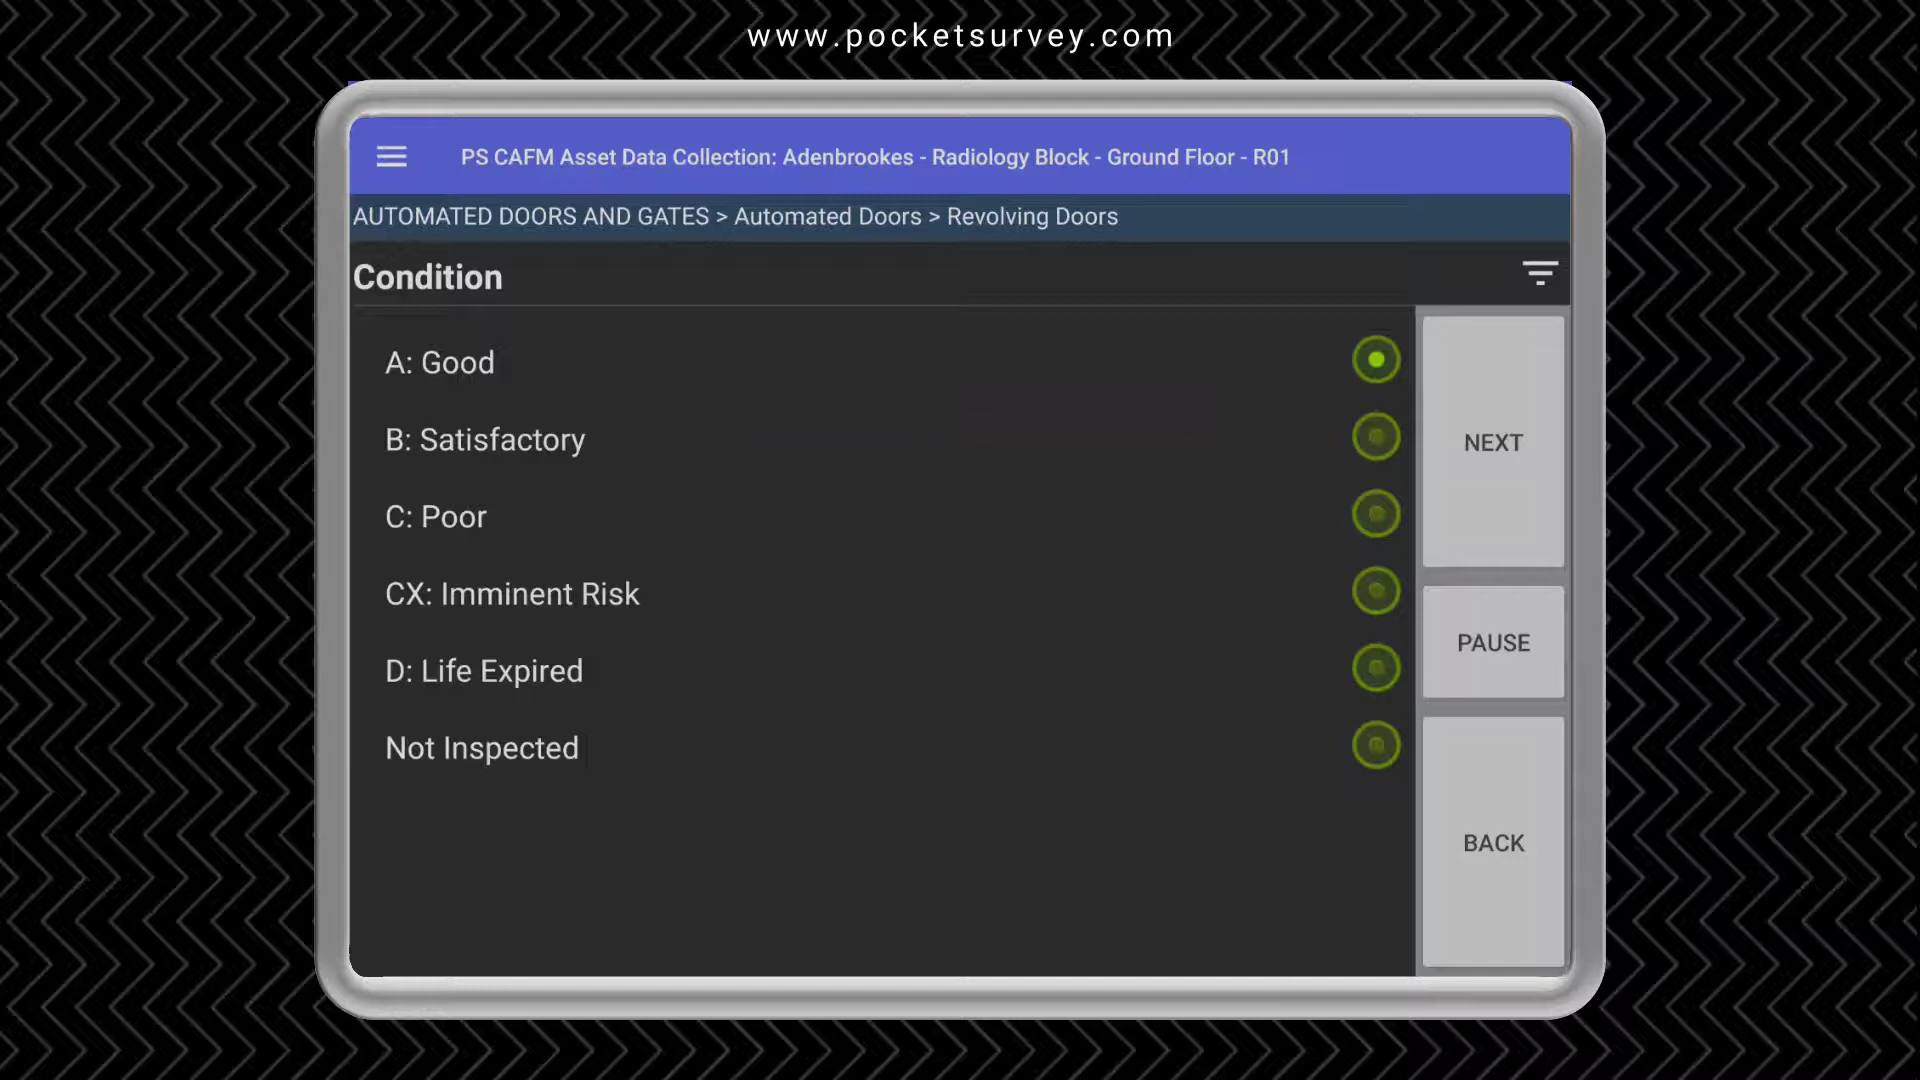 www.pocketsurvey.com
PS CAFM Asset Data Collection: Adenbrookes - Radiology Block - Ground Floor - R01
AUTOMATED DOORS AND GATES > Automated Doors > Revolving Doors
Condition
A: Good
B: Satisfactory
C: Poor
CX: Imminent Risk
D: Life Expired
Not Inspected
NEXT
PAUSE
BACK